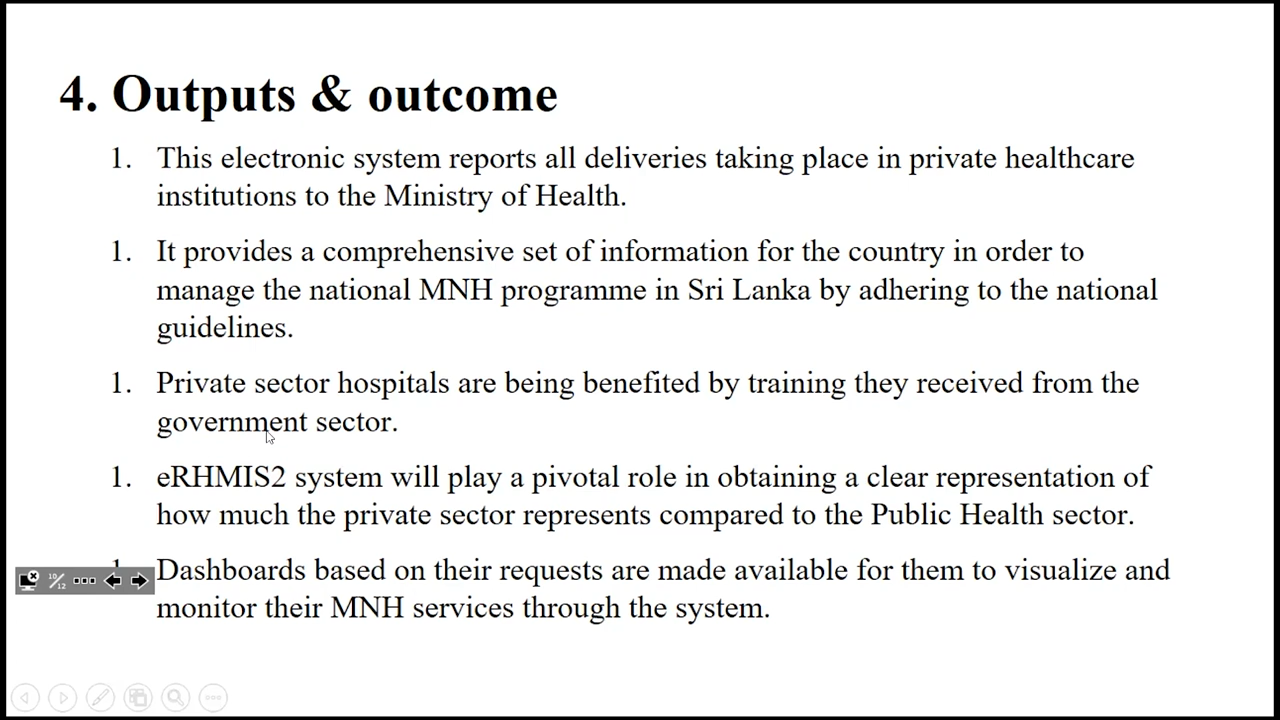 4. Outputs & outcome
1. This electronic system reports all deliveries taking place in private healthcare
institutions to the Ministry of Health.
1. It provides a comprehensive set of information for the country in order to
manage the national MNH programme in Sri Lanka by adhering to the national
guidelines.
1. Private sector hospitals are being benefited by training they received from the
government sector.
1. eRHMIS2 system will play a pivotal role in obtaining a clear representation of
how much the private sector represents compared to the Public Health sector.
1. Dashboards based on their requests are made available for them to visualize and
10/12
monitor their MNH services through the system.